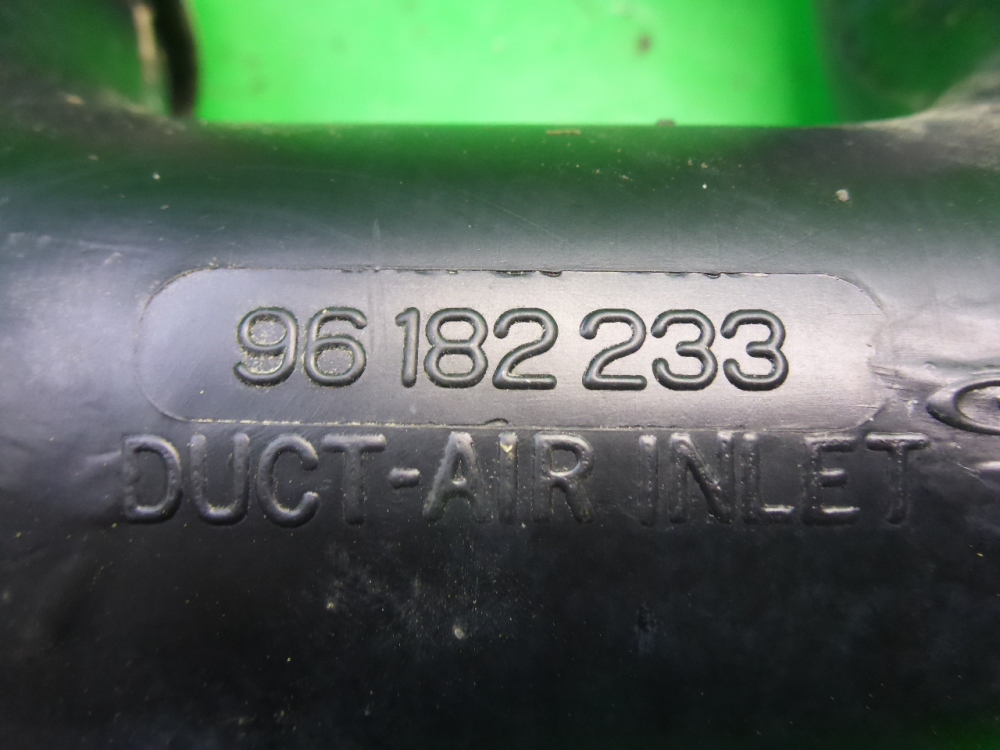 96 182 233
DUCT-AIR INLET